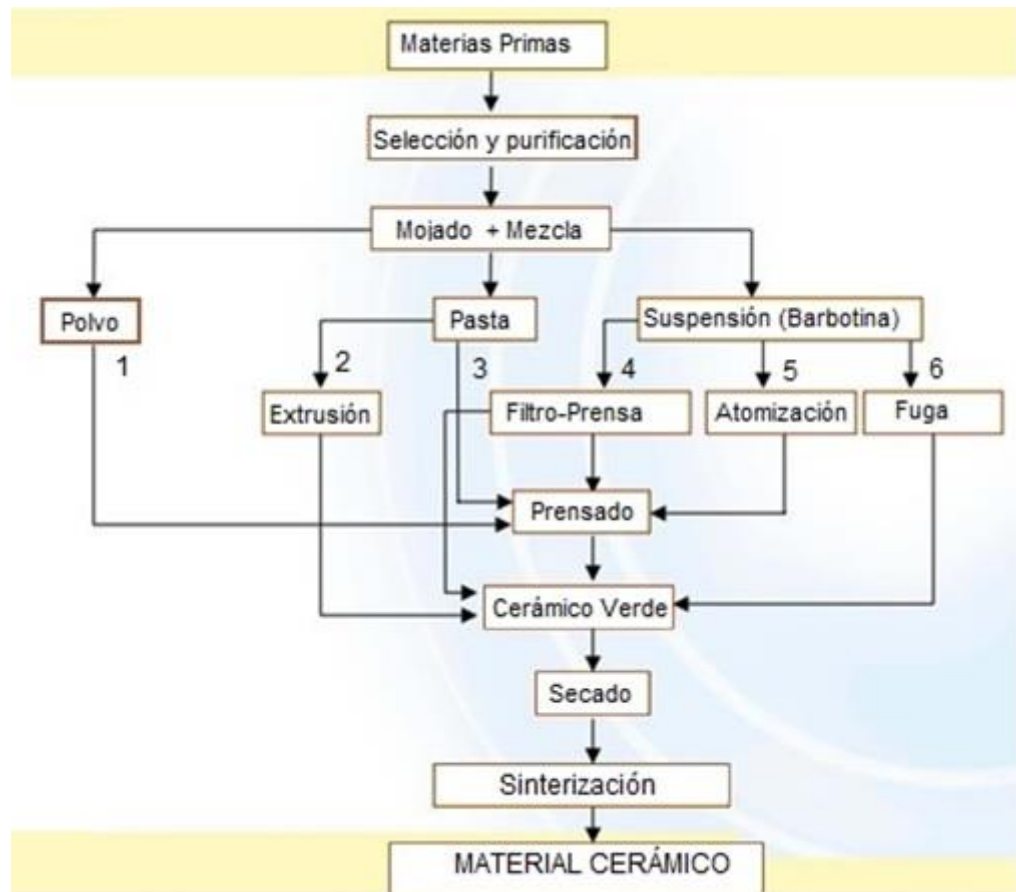 Materias Primas
Selección y purificación
Mojado + Mezcla
Polvo
Pasta
Suspensión (Barbotina)
1
2
3
4
5
6
Extrusión
Filtro-Prensa
Atomización
Fuga
Prensado
Cerámico Verde
Secado
Sinterización
MATERIAL CERÁMICO